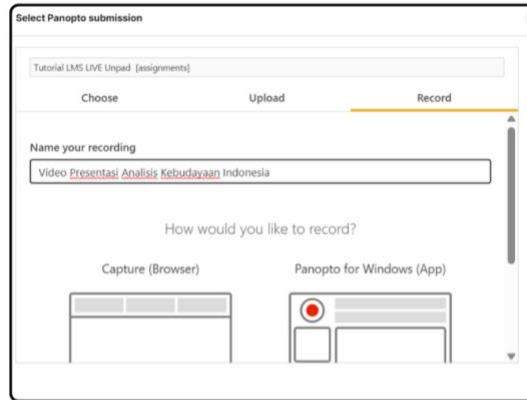 Select Panopto submission
Tutorial LMS LIVE Unpad [assignments]
Choose Upload Record
Name your recording
Video Presentasi Analisis Kebudayaan Indonesia
How would you like to record?
Capture (Browser) Panopto for Windows (App)